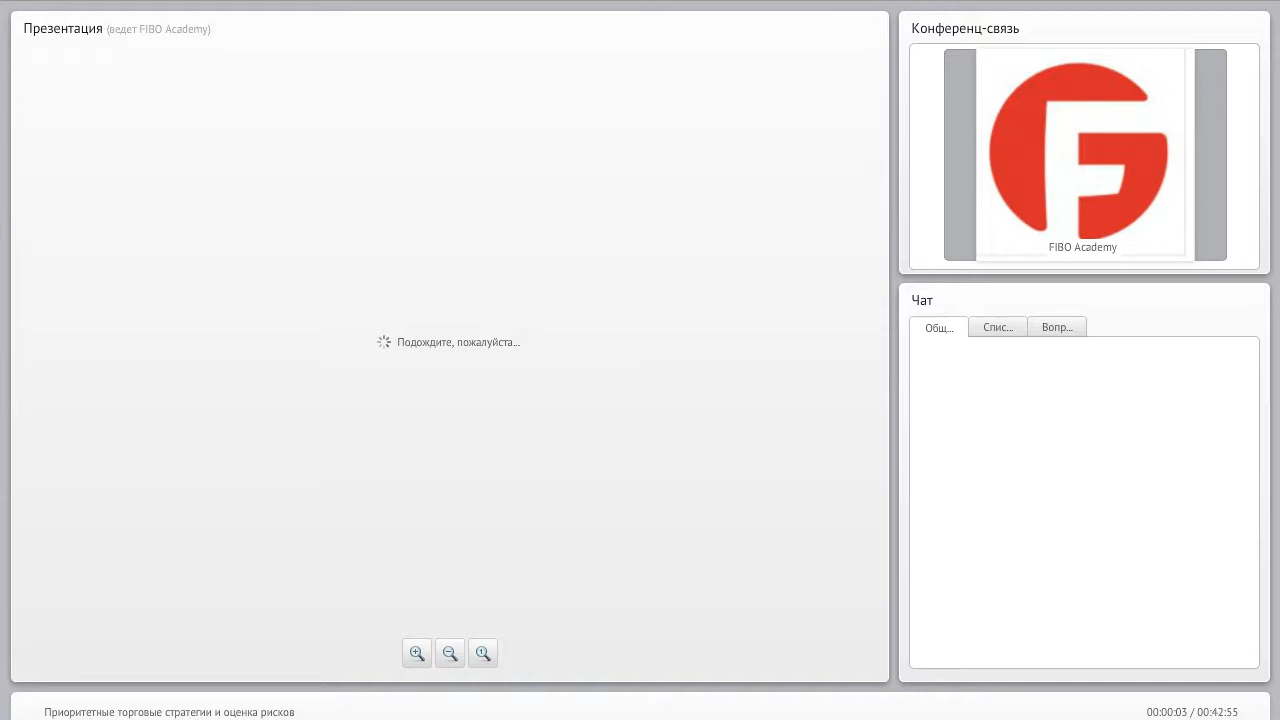 Презентация (ведет FIBO Academy)
Конференц-связь
FIBO Academy
Чат
Общ...
Спис...
Вопр...
Подождите, пожалуйста...
Приоритетные торговые стратегии и оценка рисков
00:00:03 / 00:42:55